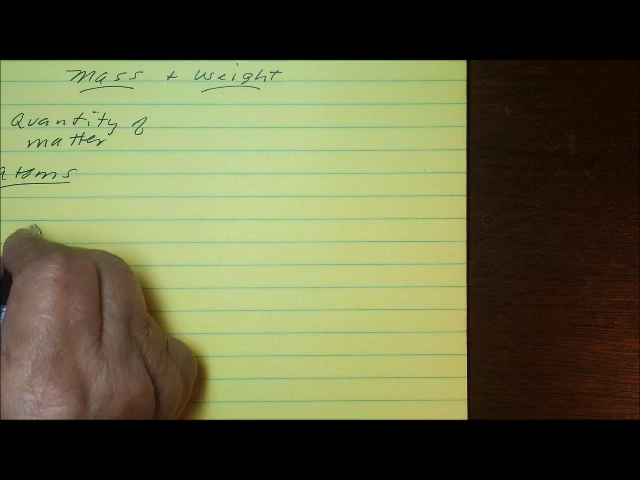 Mass + Weight
Quantity of
matter
atoms